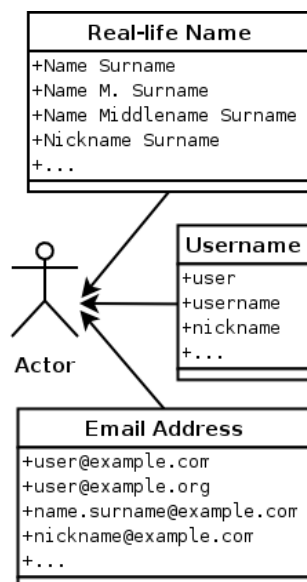 Real-life Name
+Name Surname
+Name M. Surname
+Name Middlename Surname
+Nickname Surname
+...
Username
+user
+username
+nickname
+...
Actor
Email Address
+user@example.com
+user@example.org
+name.surname@example.com
+nickname@example.com
+...